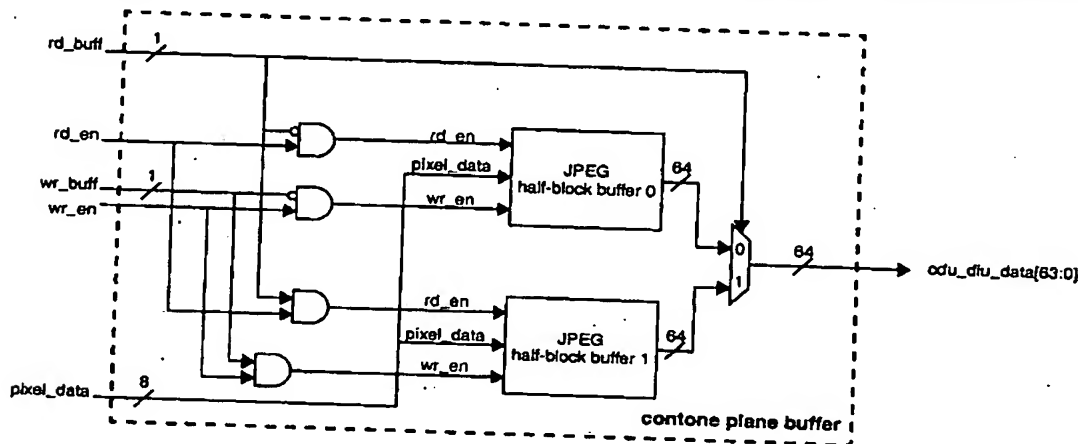 rd_buff
1
rd_en
rd_en
pixel_data
JPEG
half-block buffer 0
64
wr_buff
1
wr_en
wr_en
0
1
64
cdu_diu_data[63:0]
rd_en
pixel_data
JPEG
half-block buffer 1
64
wr_en
pixel_data
8
contone plane buffer